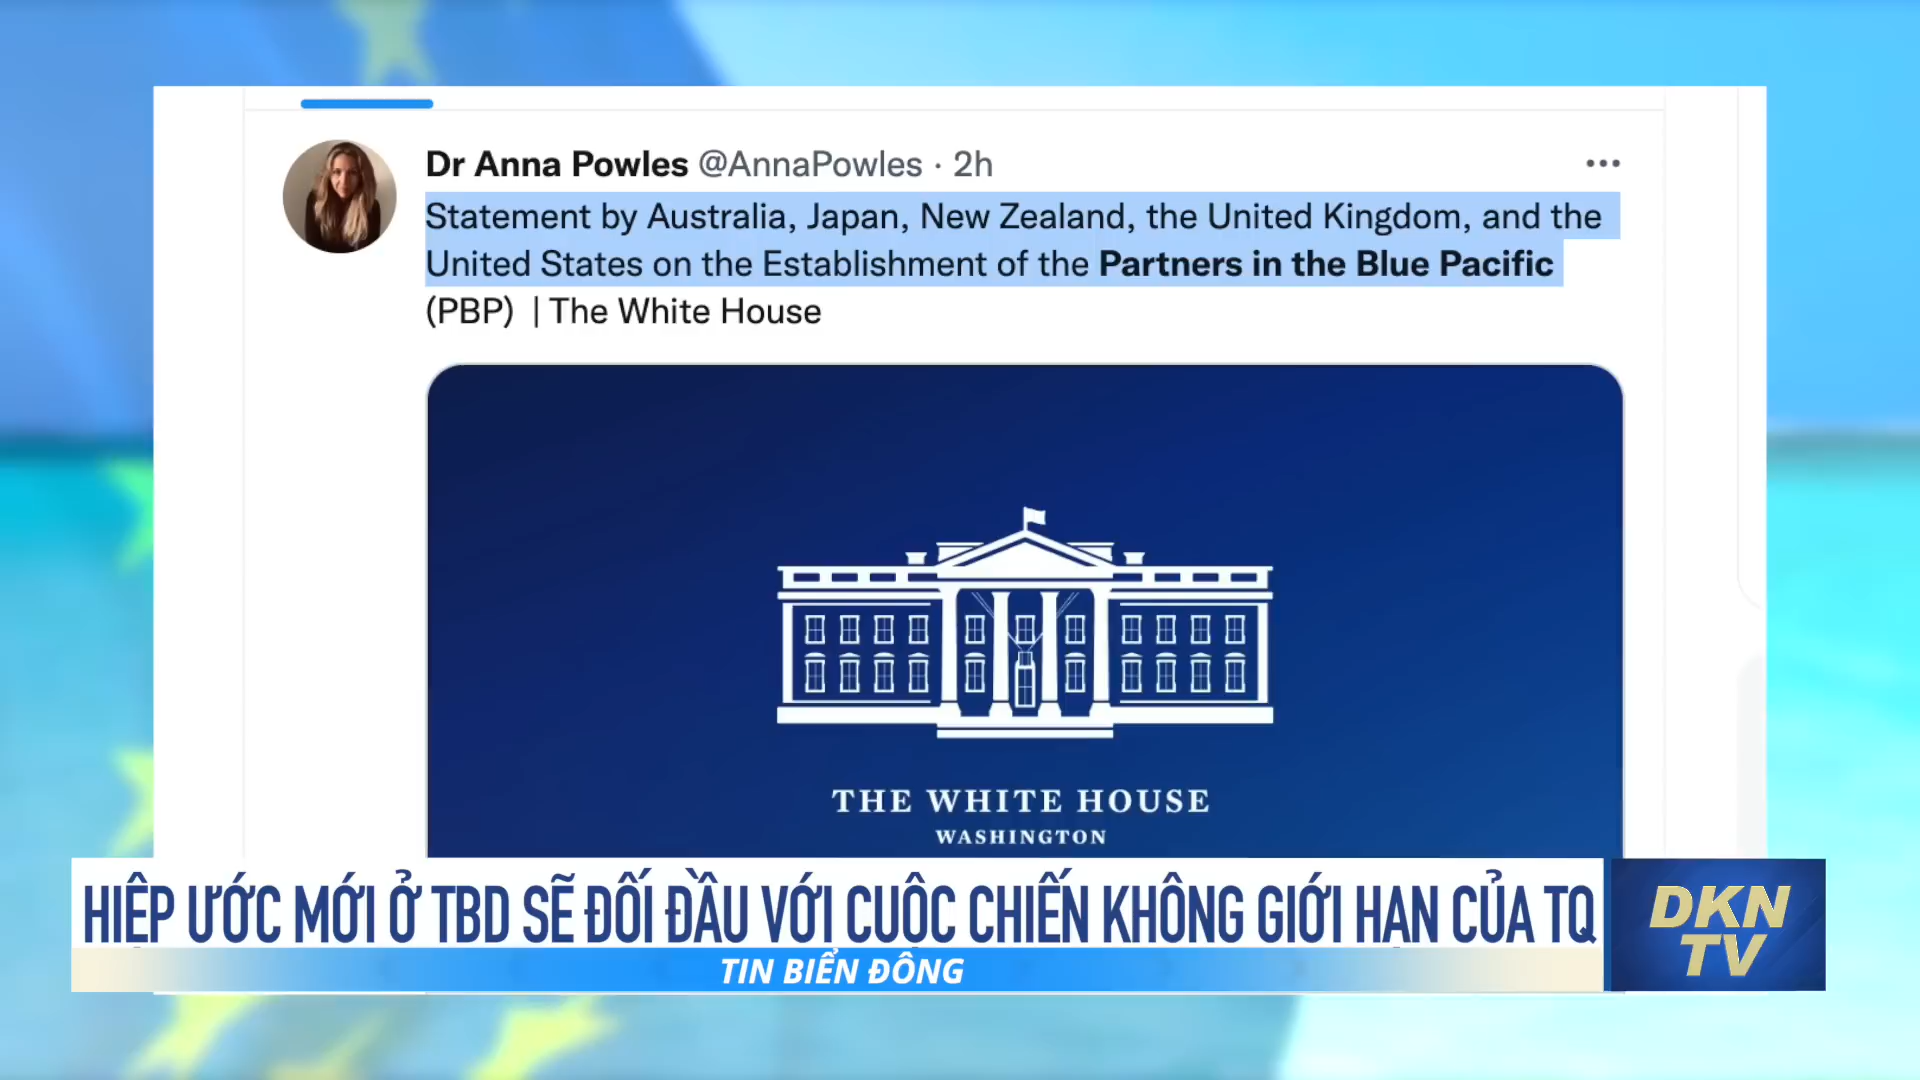 Dr Anna Powles @AnnaPowles · 2h
Statement by Australia, Japan, New Zealand, the United Kingdom, and the
United States on the Establishment of the Partners in the Blue Pacific
(PBP) | The White House
THE WHITE HOUSE
WASHINGTON
HIỆP ƯỚC MỚI Ở TBD SẼ ĐỐI ĐẦU VỚI CUỘC CHIẾN KHÔNG GIỚI HẠN CỦA TQ
TIN BIỂN ĐÔNG
DKN
TV